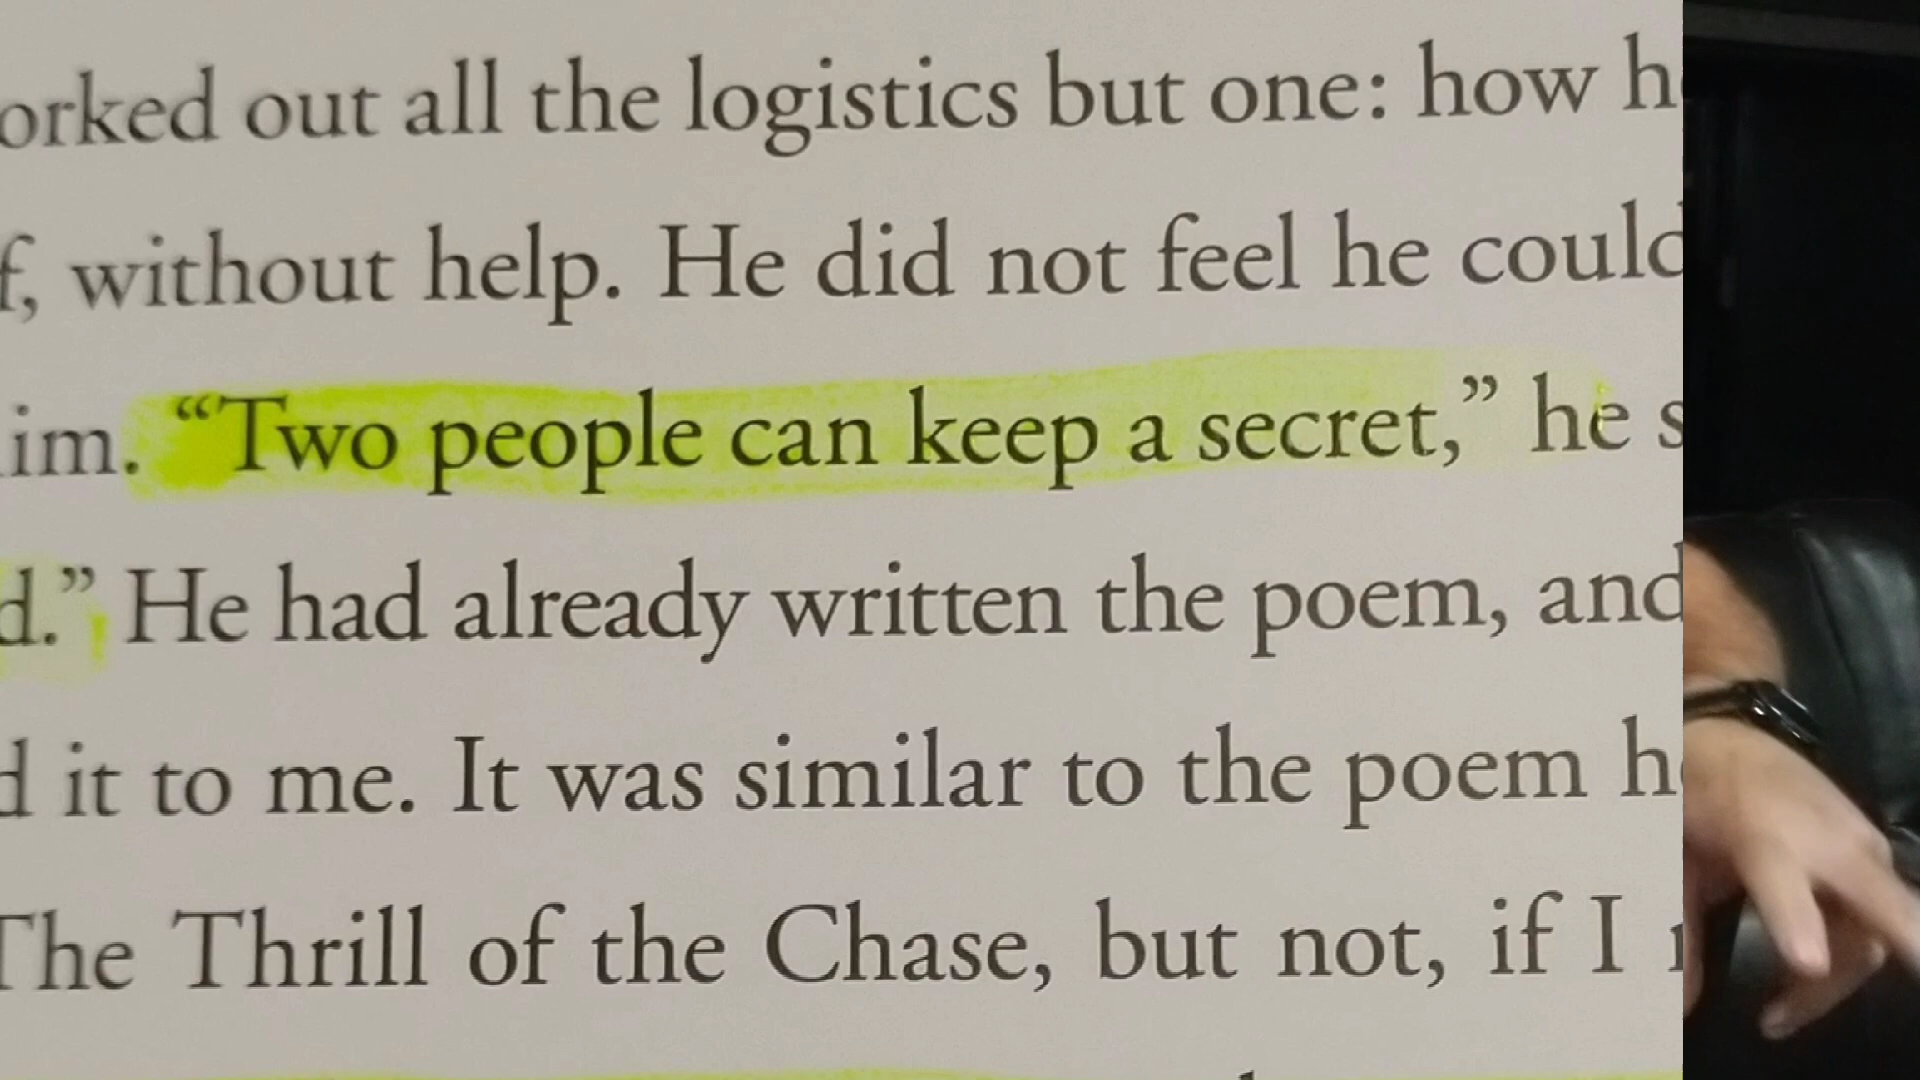 orked out all the logistics but one: how h
f, without help. He did not feel he could
im. “Two people can keep a secret,” he s
d.” He had already written the poem, and
d it to me. It was similar to the poem h
The Thrill of the Chase, but not, if I